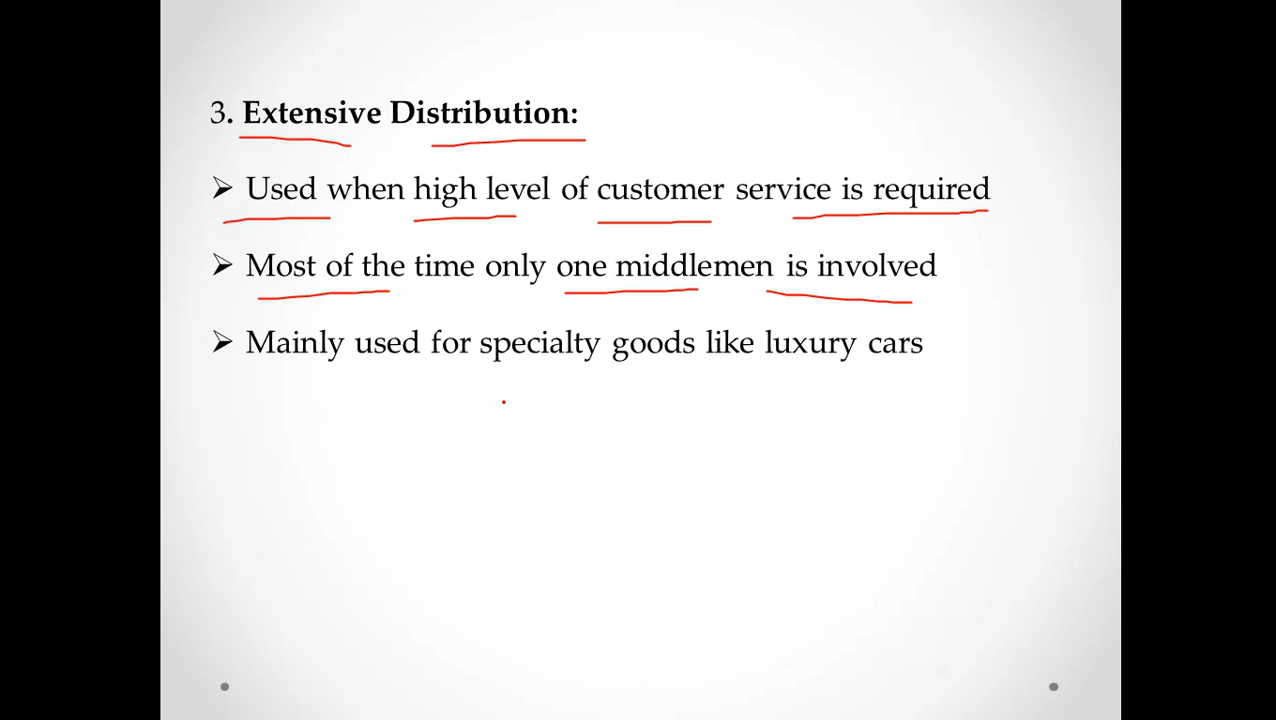 3. Extensive Distribution:
➢ Used when high level of customer service is required
➢ Most of the time only one middlemen is involved
➢ Mainly used for specialty goods like luxury cars